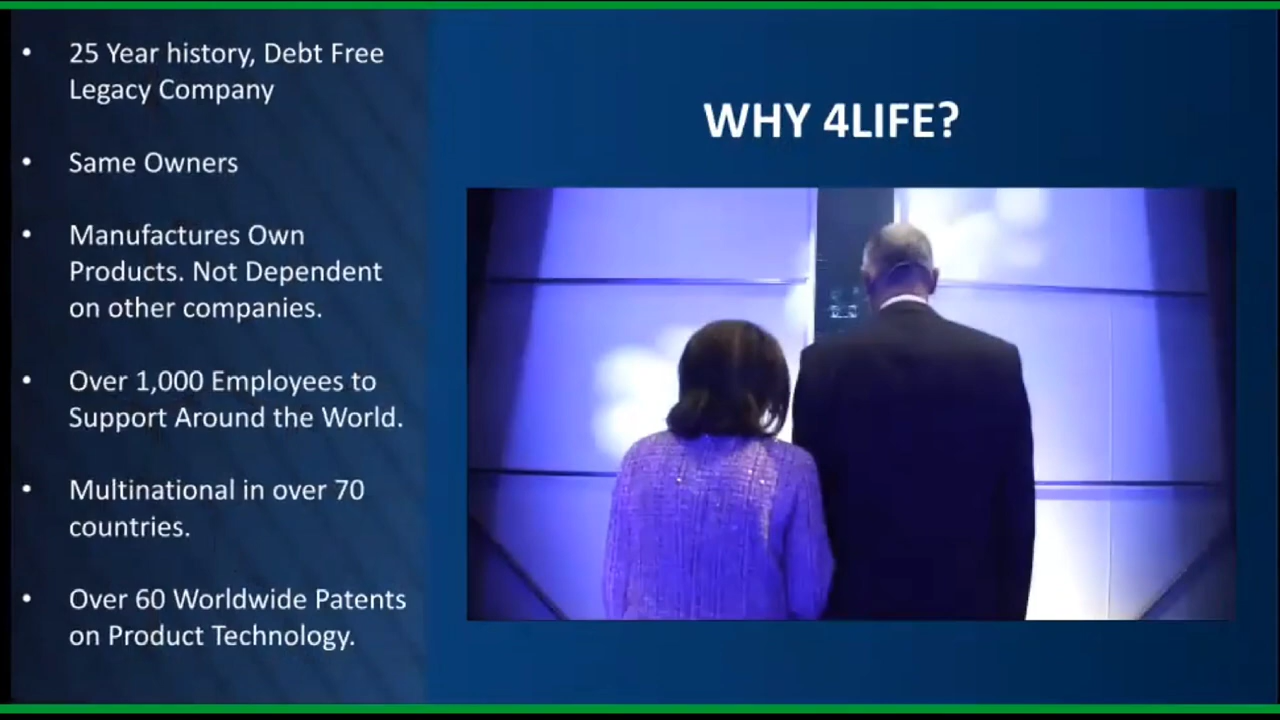 • 25 Year history, Debt Free
Legacy Company
• Same Owners
• Manufactures Own
Products. Not Dependent
on other companies.
• Over 1,000 Employees to
Support Around the World.
• Multinational in over 70
countries.
• Over 60 Worldwide Patents
on Product Technology.
WHY 4LIFE?